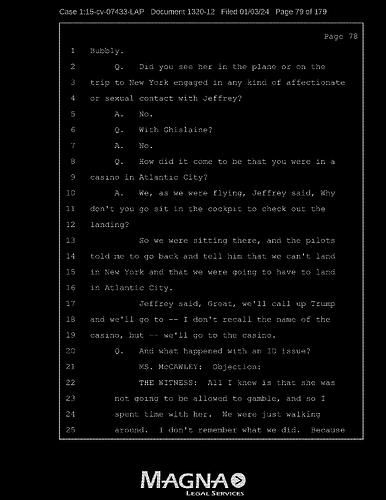 Case 1:15-cv-07433-LAP Document 1320-12 Filed 01/03/24 Page 79 of 179
Page 78
1 Bubbly.
2 Q. Did you see her in the plane or on the
3 trip to New York engaged in any kind of affectionate
4 or sexual contact with Jeffrey?
5 A. No.
6 Q. With Ghislaine?
7 A. No.
8 Q. How did it come to be that you were in a
9 casino in Atlantic City?
10 A. We, as we were flying, Jeffrey said, Why
11 don't you go sit in the cockpit to check out the
12 landing?
13 So we were sitting there, and the pilots
14 told me to go back and tell him that we can't land
15 in New York and that we were going to have to land
16 in Atlantic City.
17 Jeffrey said, Great, we'll call up Trump
18 and we'll go to -- I don't recall the name of the
19 casino, but -- we'll go to the casino.
20 Q. And what happened with an ID issue?
21 MS. McCAWLEY: Objection.
22 THE WITNESS: All I knew is that she was
23 not going to be allowed to gamble, and so I
24 spent time with her. We were just walking
25 around. I don't remember what we did. Because
MAGNA
LEGAL SERVICES